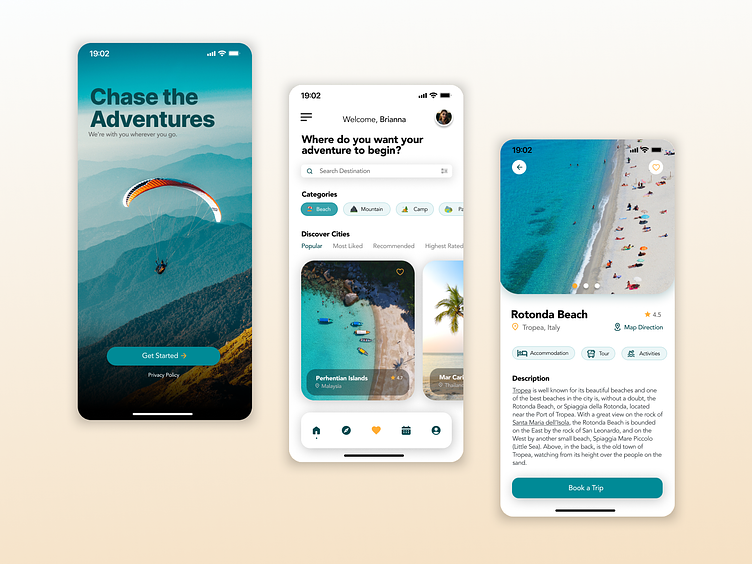 19:02
Chase the
Adventures
We're with you wherever you go.
Get Started →
Privacy Policy
19:02
Welcome, Brianna
Where do you want your
adventure to begin?
Search Destination
Categories
Beach
Mountain
Camp
Discover Cities
Popular
Most Liked
Recommended
Highest Rated
Perhentian Islands
4.7
Malaysia
Mar Cari
Thailand
19:02
Rotonda Beach
4.5
Tropea, Italy
Map Direction
Accommodation
Tour
Activities
Description
Tropea is well known for its beautiful beaches and one
of the best beaches in the city is, without a doubt, the
Rotonda Beach, or Spiaggia della Rotonda, located
near the Port of Tropea. With a great view on the rock of
Santa Maria dell'Isola, the Rotonda Beach is bounded
on the East by the rock of San Leonardo, and on the
West by another small beach, Spiaggia Mare Piccolo
(Little Sea). Above, in the back, is the old town of
Tropea, watching from its height over the people on the
sand.
Book a Trip